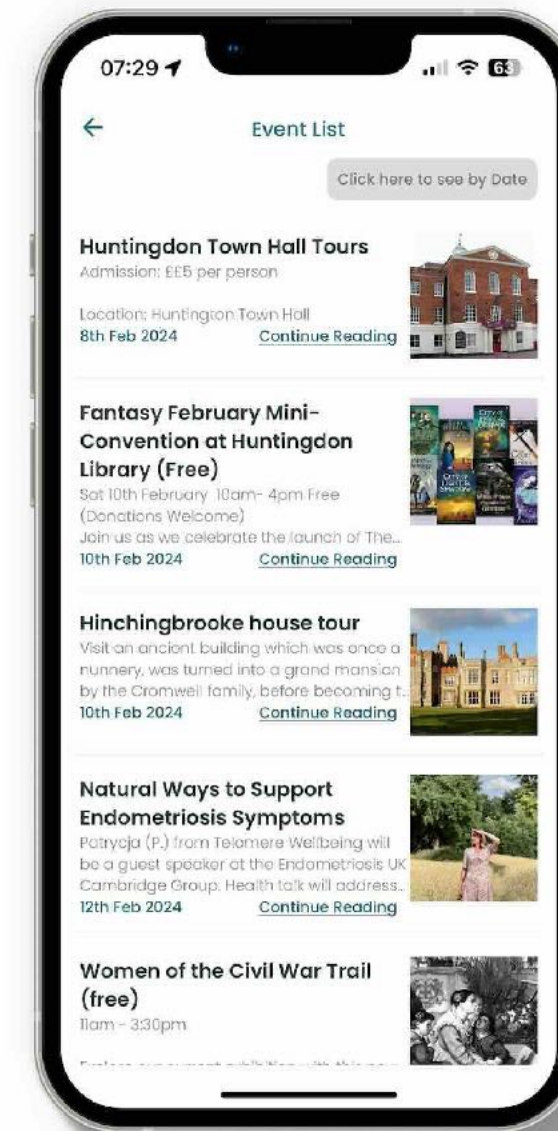 07:29
63
Event List
Click here to see by Date
Huntingdon Town Hall Tours
Admission: ££5 per person
Location: Huntington Town Hall
8th Feb 2024 Continue Reading
Fantasy February Mini-
Convention at Huntingdon
Library (Free)
Sat 10th February 10am- 4pm Free
(Donations Welcome)
Join us as we celebrate the launch of The...
10th Feb 2024 Continue Reading
Hinchingbrooke house tour
Visit an ancient building which was once a
nunnery, was turned into a grand mansion
by the Cromwell family, before becoming t...
10th Feb 2024 Continue Reading
Natural Ways to Support
Endometriosis Symptoms
Patrycja (P.) from Telomere Wellbeing will
be a guest speaker at the Endometriosis UK
Cambridge Group. Health talk will address...
12th Feb 2024 Continue Reading
Women of the Civil War Trail
(free)
11am - 3:30pm